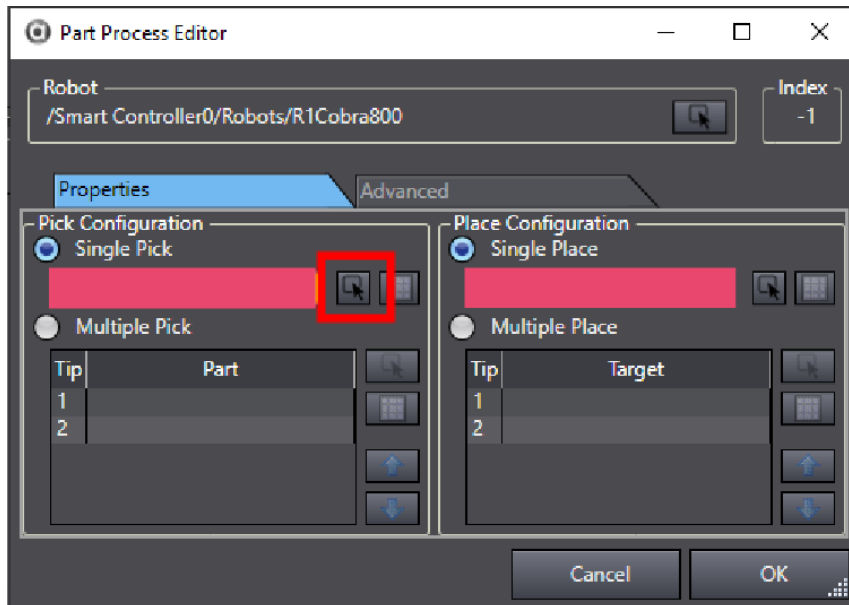 Part Process Editor
Robot
/Smart Controller0/Robots/R1Cobra800
Index
-1
Properties
Advanced
Pick Configuration
Single Pick
Multiple Pick
Tip Part
1
2
Place Configuration
Single Place
Multiple Place
Tip Target
1
2
Cancel
OK